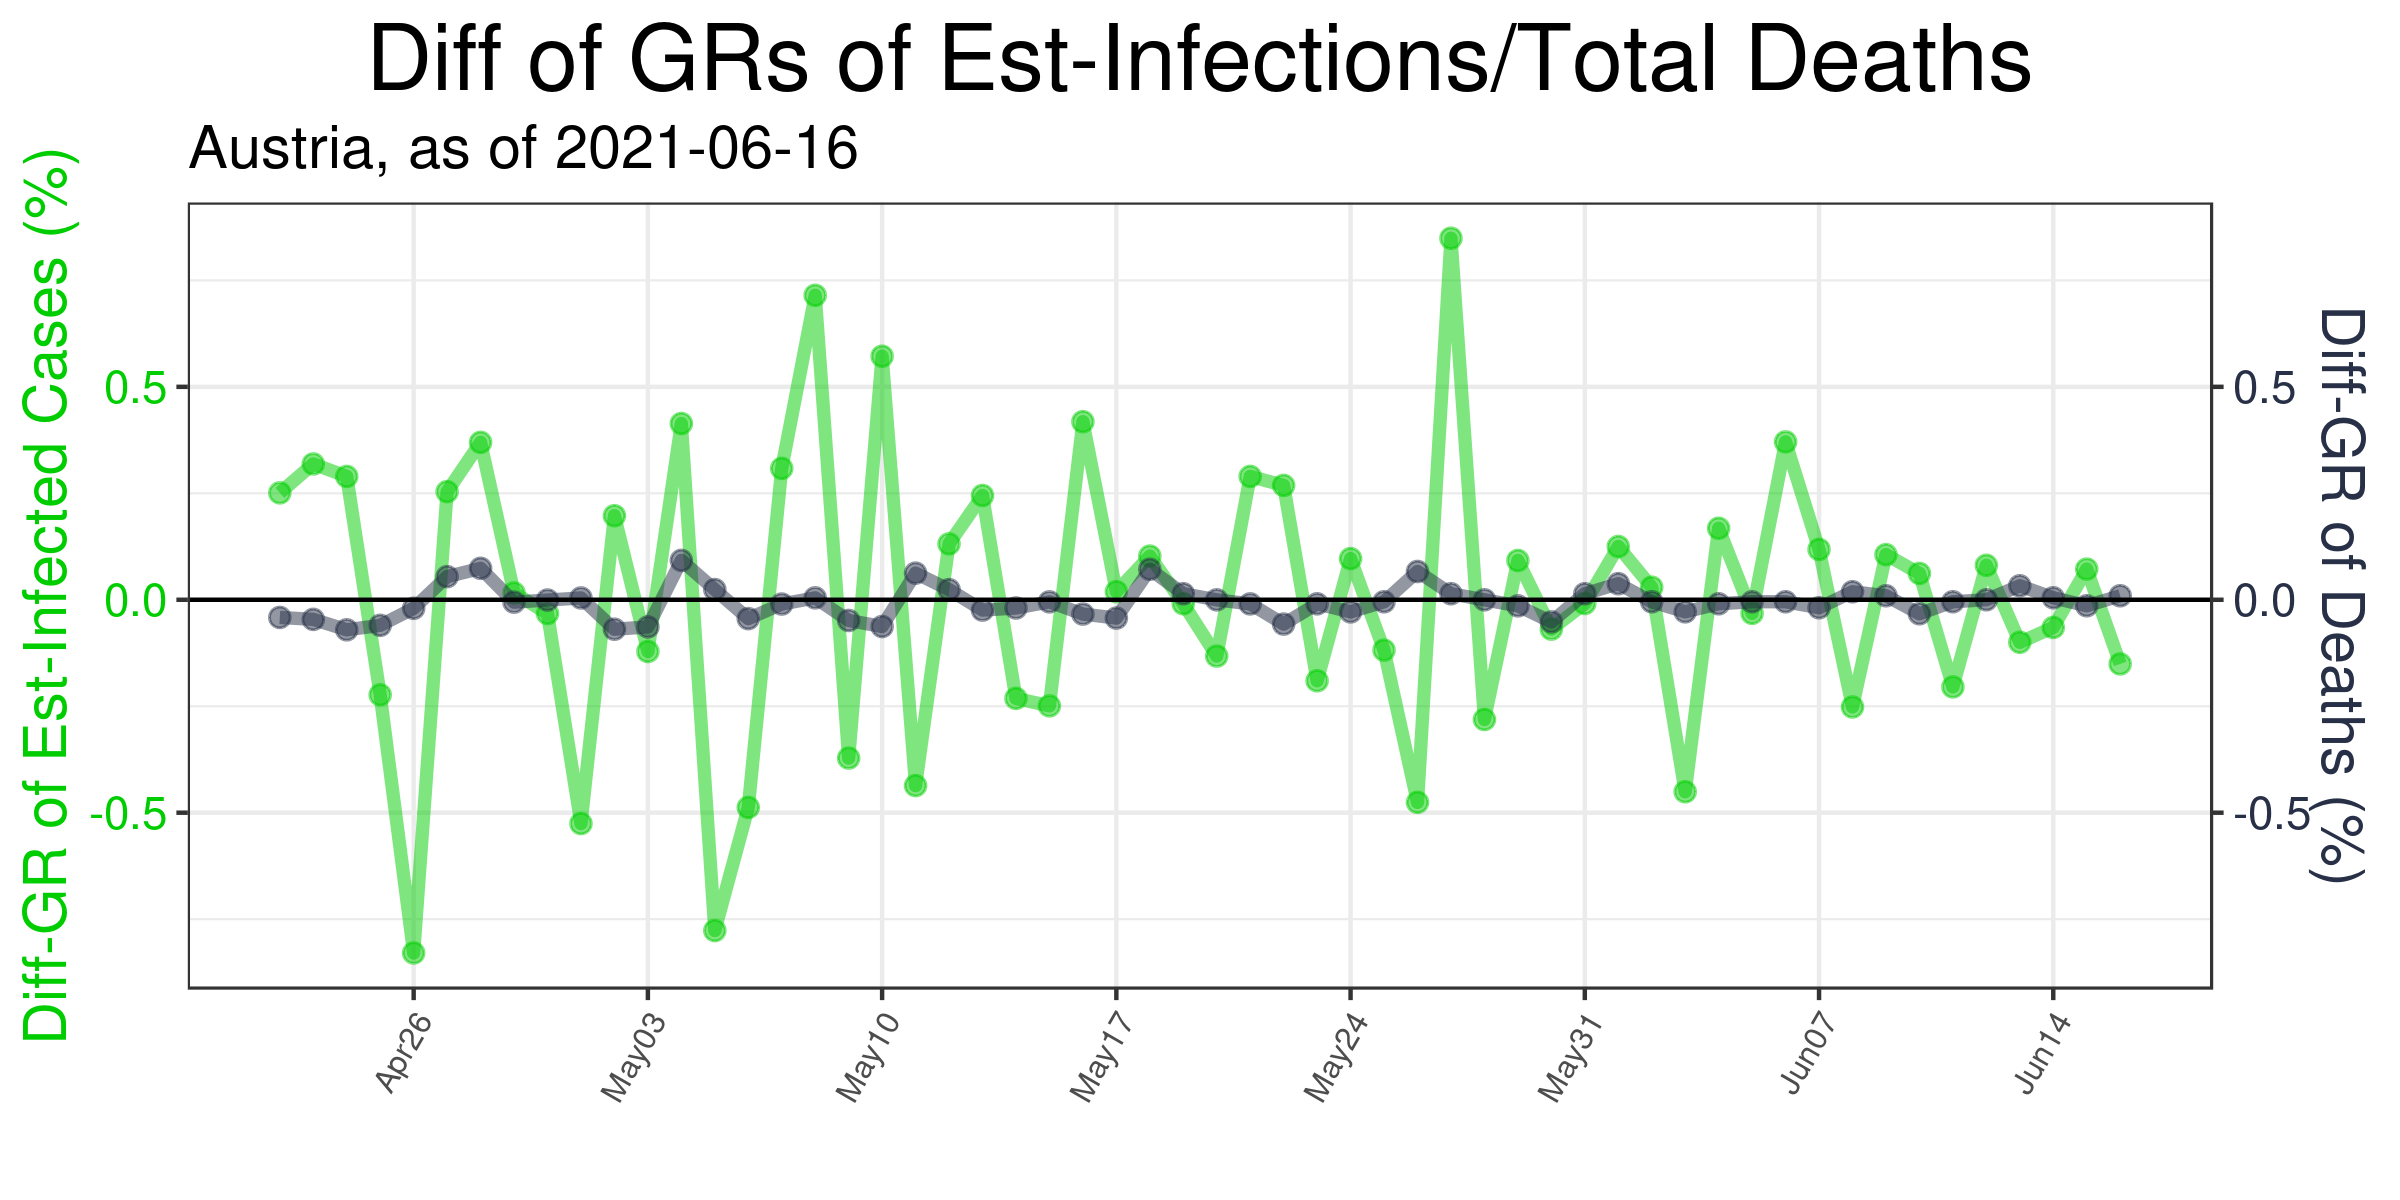 Diff of GRs of Est-Infections/Total Deaths
Austria, as of 2021-06-16
Diff-GR of Est-Infected Cases (%)
0.5
0.0
-0.5
0.5
0.0
-0.5
Diff-GR of Deaths (%)
Apr26
May03
May10
May17
May24
May31
Jun07
Jun14